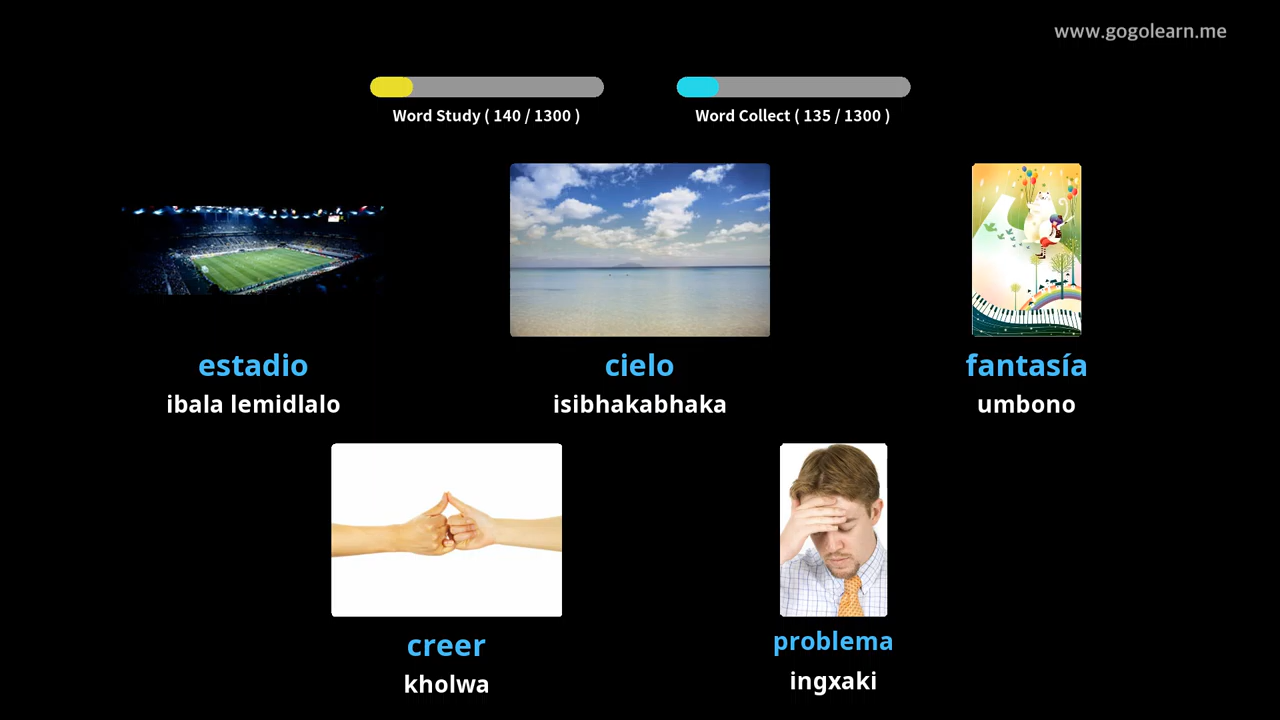 www.gogolearn.me
Word Study ( 140 / 1300 )
Word Collect ( 135 / 1300 )
estadio
cielo
fantasía
ibala lemidlalo
isibhakabhaka
umbono
creer
problema
kholwa
ingxaki